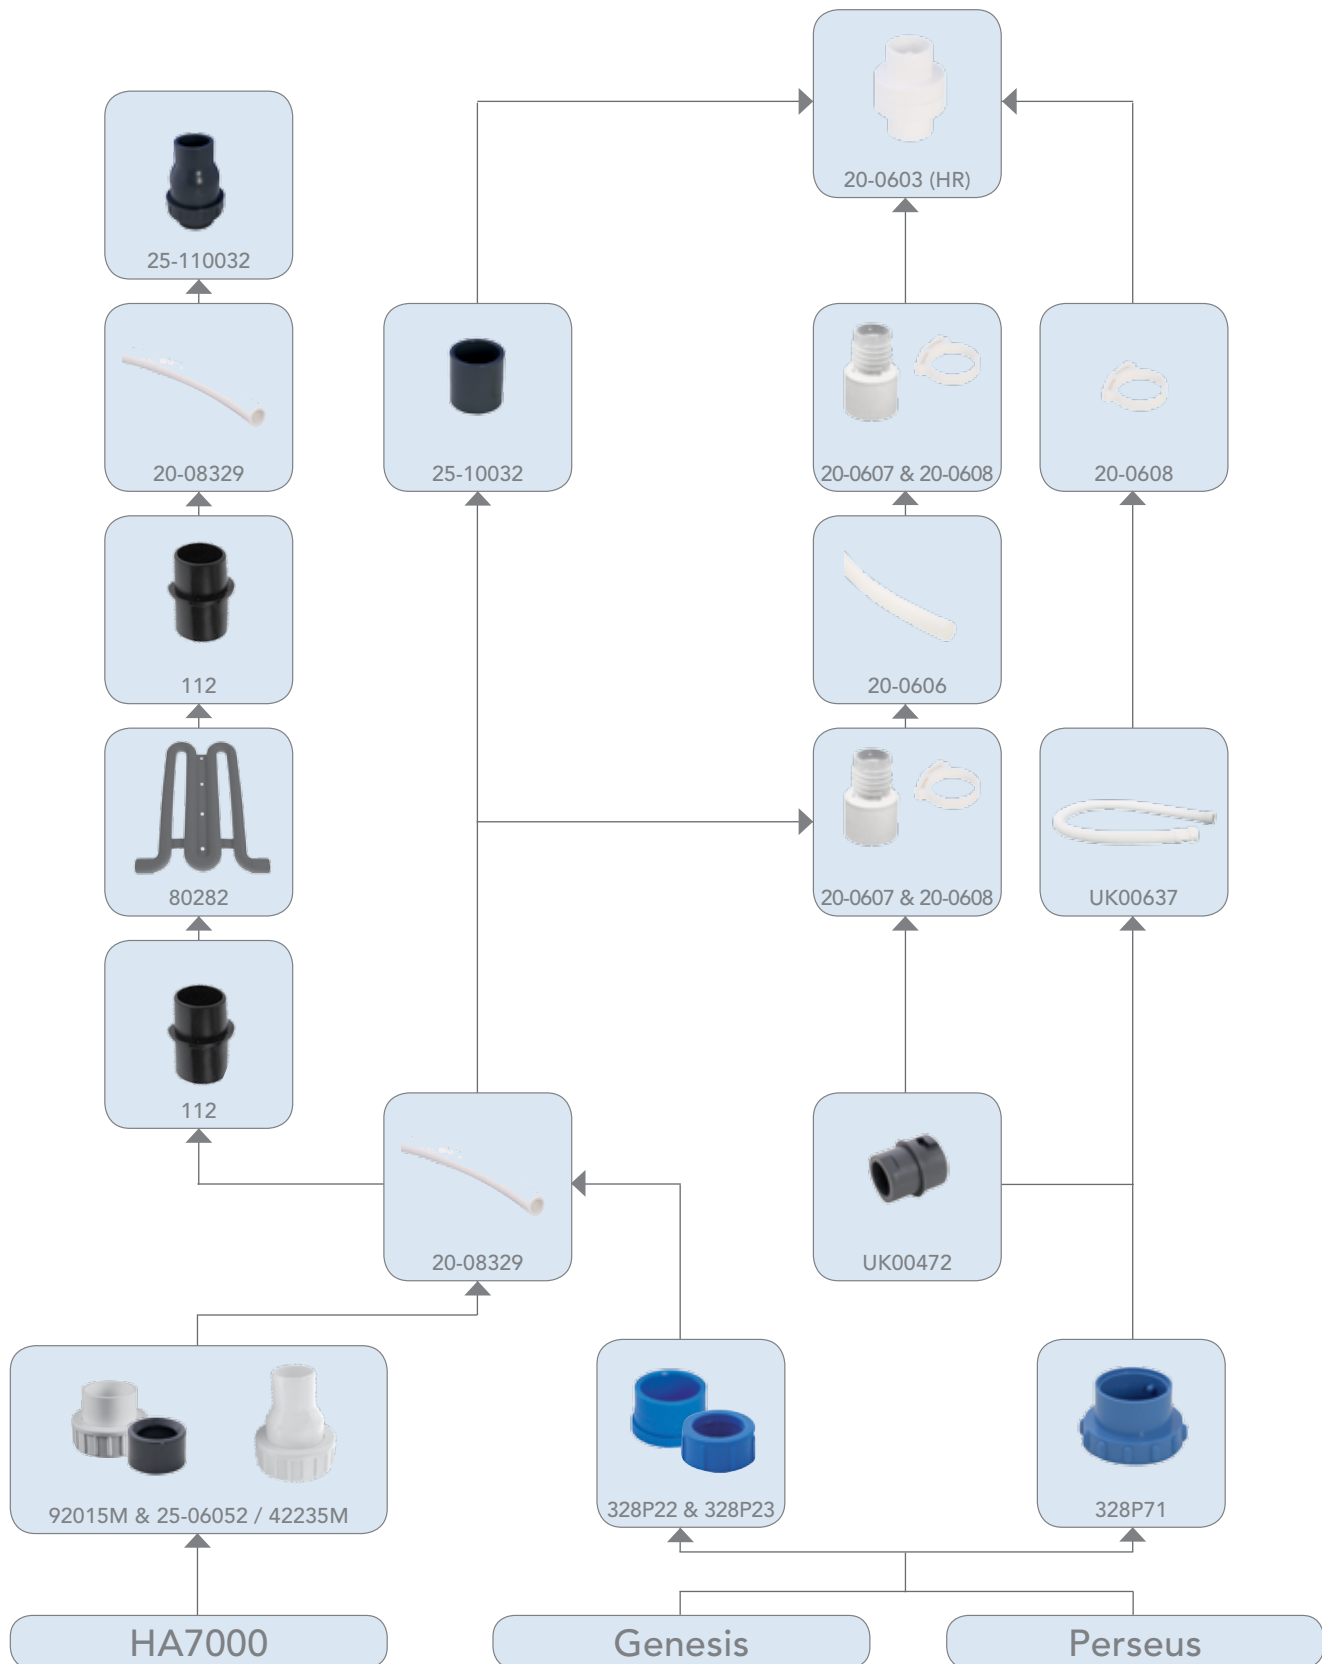 20-0603 (HR)
25-110032
20-08329
25-10032
20-0607 & 20-0608
20-0608
112
20-0606
80282
20-0607 & 20-0608
UK00637
112
20-08329
UK00472
92015M & 25-06052 / 42235M
328P22 & 328P23
328P71
HA7000
Genesis
Perseus